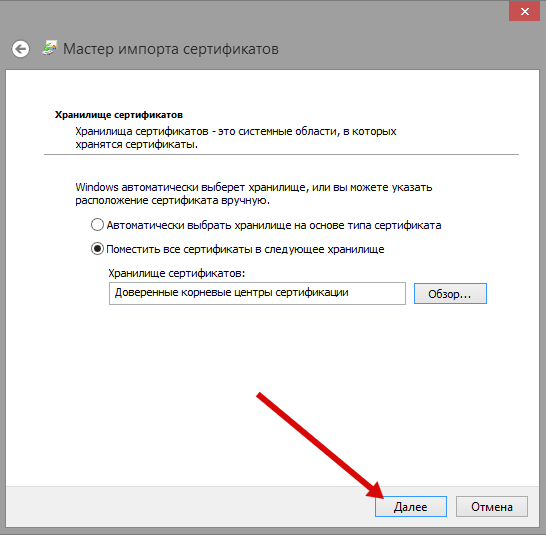 Мастер импорта сертификатов
Хранилище сертификатов
Хранилища сертификатов - это системные области, в которых
хранятся сертификаты.
Windows автоматически выберет хранилище, или вы можете указать
расположение сертификата вручную.
Автоматически выбрать хранилище на основе типа сертификата
Поместить все сертификаты в следующее хранилище
Хранилище сертификатов:
Доверенные корневые центры сертификации
Обзор...
Далее
Отмена